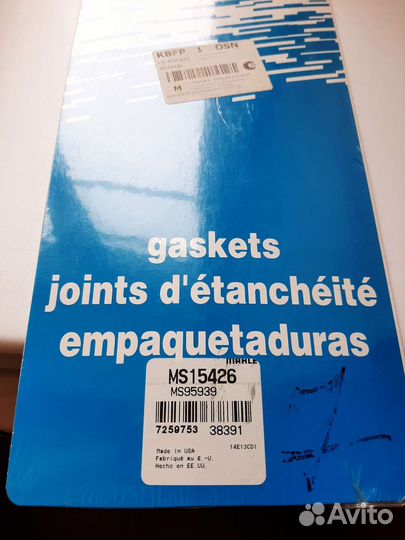 KBFP 1 OSN
M
gaskets
joints d'étanchéité
empaquetaduras
MAHLE
MS15426
MS95939
7259753 38391
Made In USA 14E13CD1
Fabriqué au É.-U.
Hecho en EE.UU.
Avito